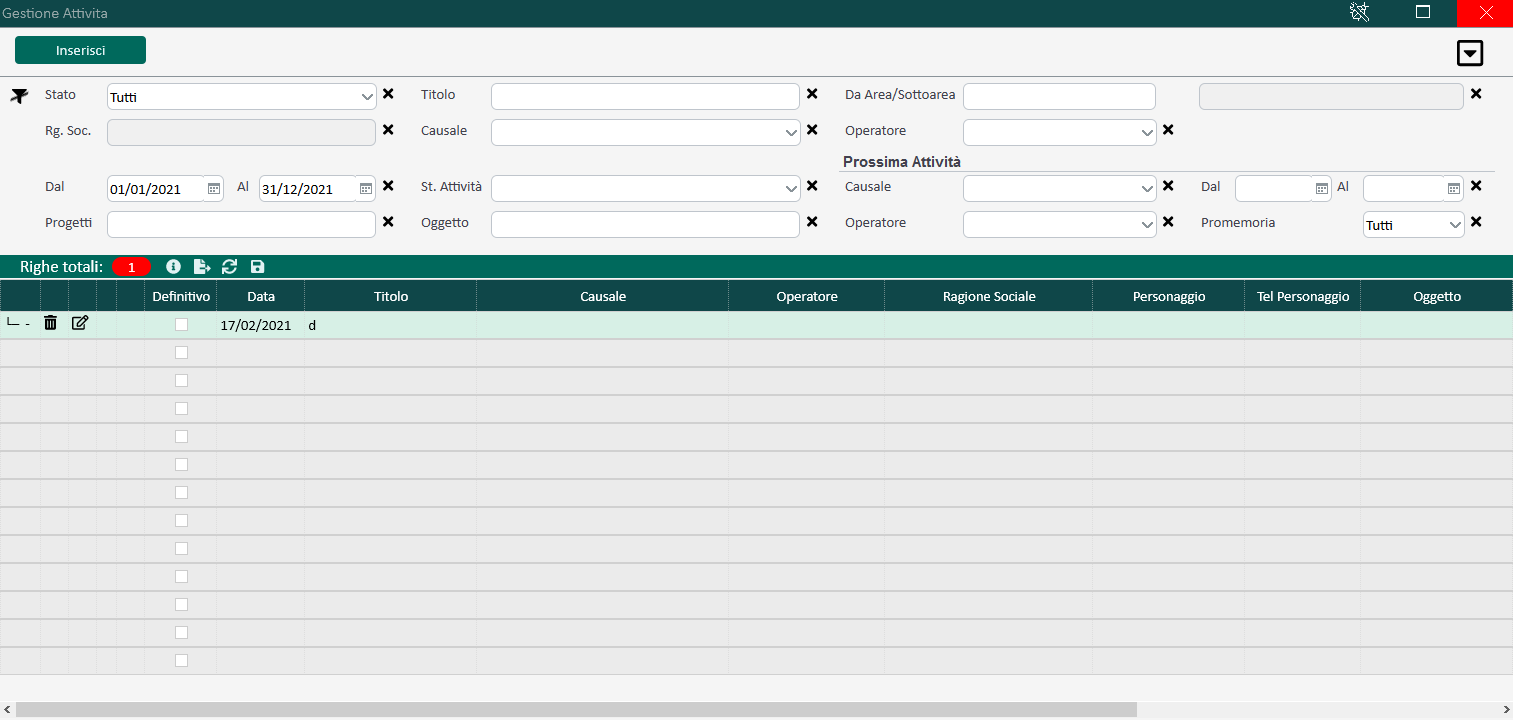 Gestione Attivita
Inserisci
Stato Tutti Titolo Da Area/Sottoarea
Rg. Soc. Causale Operatore
Prossima Attività
Dal 01/01/2021 Al 31/12/2021 St. Attività Causale Dal Al
Progetti Oggetto Operatore Promemoria Tutti
Righe totali: 1
Definitivo Data Titolo Causale Operatore Ragione Sociale Personaggio Tel Personaggio Oggetto
17/02/2021 d